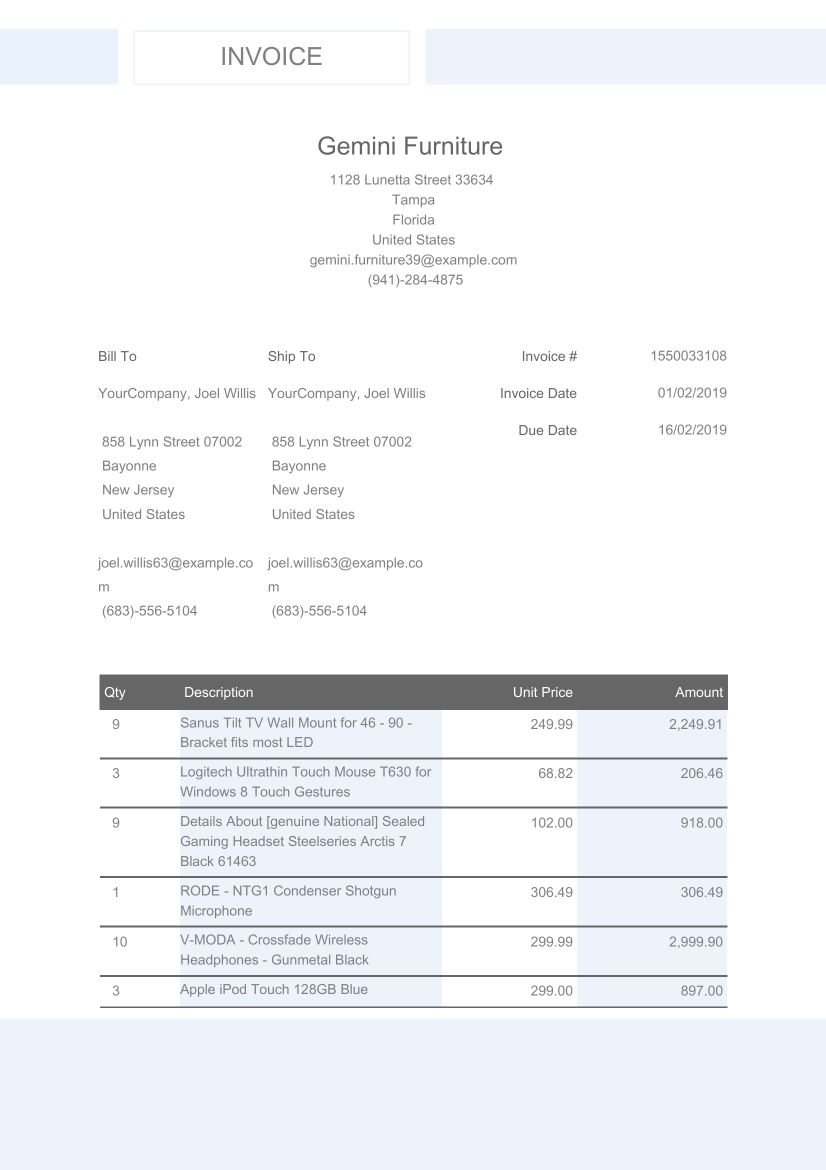 INVOICE
Gemini Furniture
1128 Lunetta Street 33634
Tampa
Florida
United States
gemini.furniture39@example.com
(941)-284-4875
Bill To
YourCompany, Joel Willis
858 Lynn Street 07002
Bayonne
New Jersey
United States
joel.willis63@example.co
m
(683)-556-5104
Ship To
YourCompany, Joel Willis
858 Lynn Street 07002
Bayonne
New Jersey
United States
joel.willis63@example.co
m
(683)-556-5104
Invoice # 1550033108
Invoice Date 01/02/2019
Due Date 16/02/2019
Qty Description Unit Price Amount
9 Sanus Tilt TV Wall Mount for 46 - 90 - 249.99 2,249.91
Bracket fits most LED
3 Logitech Ultrathin Touch Mouse T630 for 68.82 206.46
Windows 8 Touch Gestures
9 Details About [genuine National] Sealed 102.00 918.00
Gaming Headset Steelseries Arctis 7
Black 61463
1 RODE - NTG1 Condenser Shotgun 306.49 306.49
Microphone
10 V-MODA - Crossfade Wireless 299.99 2,999.90
Headphones - Gunmetal Black
3 Apple iPod Touch 128GB Blue 299.00 897.00